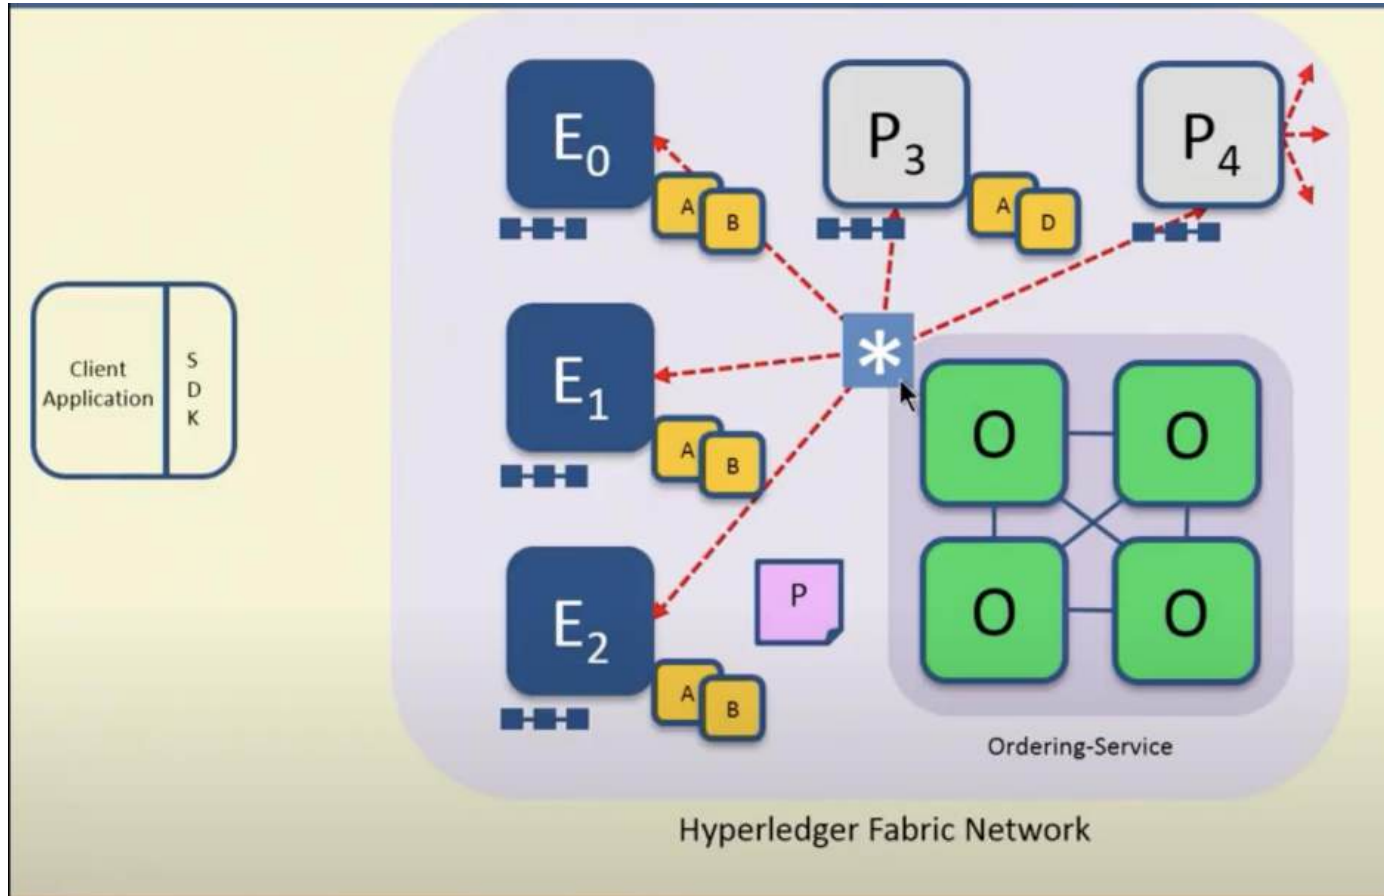 E0
P3
P4
A
B
A
D
Client
Application
S
D
K
*
E1
A
B
O
O
E2
P
O
O
A
B
Ordering-Service
Hyperledger Fabric Network